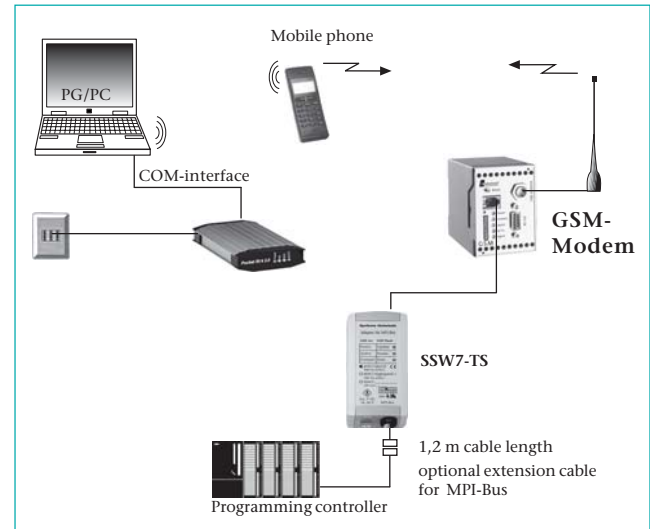 Mobile phone
PG/PC
COM-interface
GSM-
Modem
SSW7-TS
1,2 m cable length
optional extension cable
for MPI-Bus
Programming controller